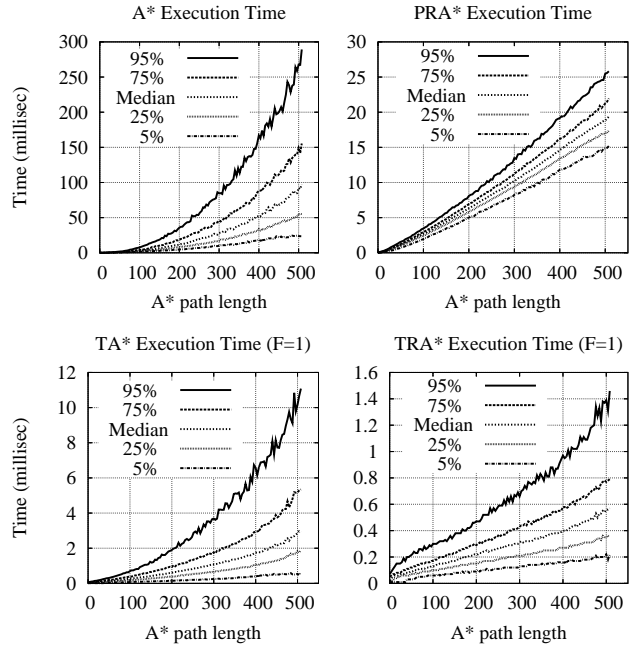 A* Execution Time
300
250
200
150
100
50
0
95%
75%
Median
25%
5%
Time (millisec)
0 100 200 300 400 500
A* path length
PRA* Execution Time
30
25
20
15
10
5
0
95%
75%
Median
25%
5%
0 100 200 300 400 500
A* path length
TA* Execution Time (F=1)
12
10
8
6
4
2
0
95%
75%
Median
25%
5%
Time (millisec)
0 100 200 300 400 500
A* path length
TRA* Execution Time (F=1)
1.6
1.4
1.2
1
0.8
0.6
0.4
0.2
0
95%
75%
Median
25%
5%
0 100 200 300 400 500
A* path length